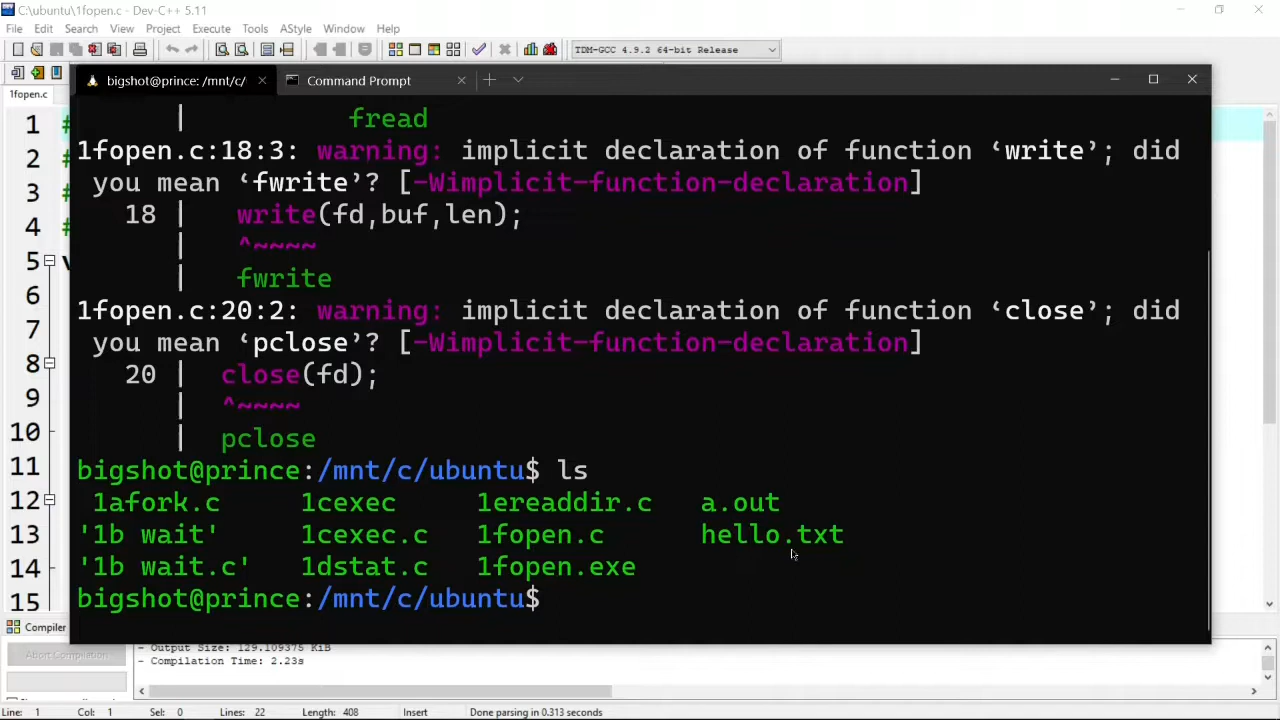 C:\ubuntu\1fopen.c - Dev-C++ 5.11
File Edit Search View Project Execute Tools AStyle Window Help
TDM-GCC 4.9.2 64-bit Release
bigshot@prince: /mnt/c/
Command Prompt
1fopen.c
| fread
1fopen.c:18:3: warning: implicit declaration of function ‘write’; did
you mean ‘fwrite’? [-Wimplicit-function-declaration]
18 | write(fd,buf,len);
| ^~~~~
| fwrite
1fopen.c:20:2: warning: implicit declaration of function ‘close’; did
you mean ‘pclose’? [-Wimplicit-function-declaration]
20 | close(fd);
| ^~~~~
| pclose
bigshot@prince:/mnt/c/ubuntu$ ls
1afork.c 1cexec 1ereaddir.c a.out
'1b wait' 1cexec.c 1fopen.c hello.txt
'1b wait.c' 1dstat.c 1fopen.exe
bigshot@prince:/mnt/c/ubuntu$
1 #
2 #
3 #
4 #
5 v
6
7
8
9
10
11
12
13
14
15
Compiler
Abort Compilation
- Output Size: 129.109375 KiB
- Compilation Time: 2.23s
Line: 1 Col: 1 Sel: 0 Lines: 22 Length: 408 Insert Done parsing in 0.313 seconds